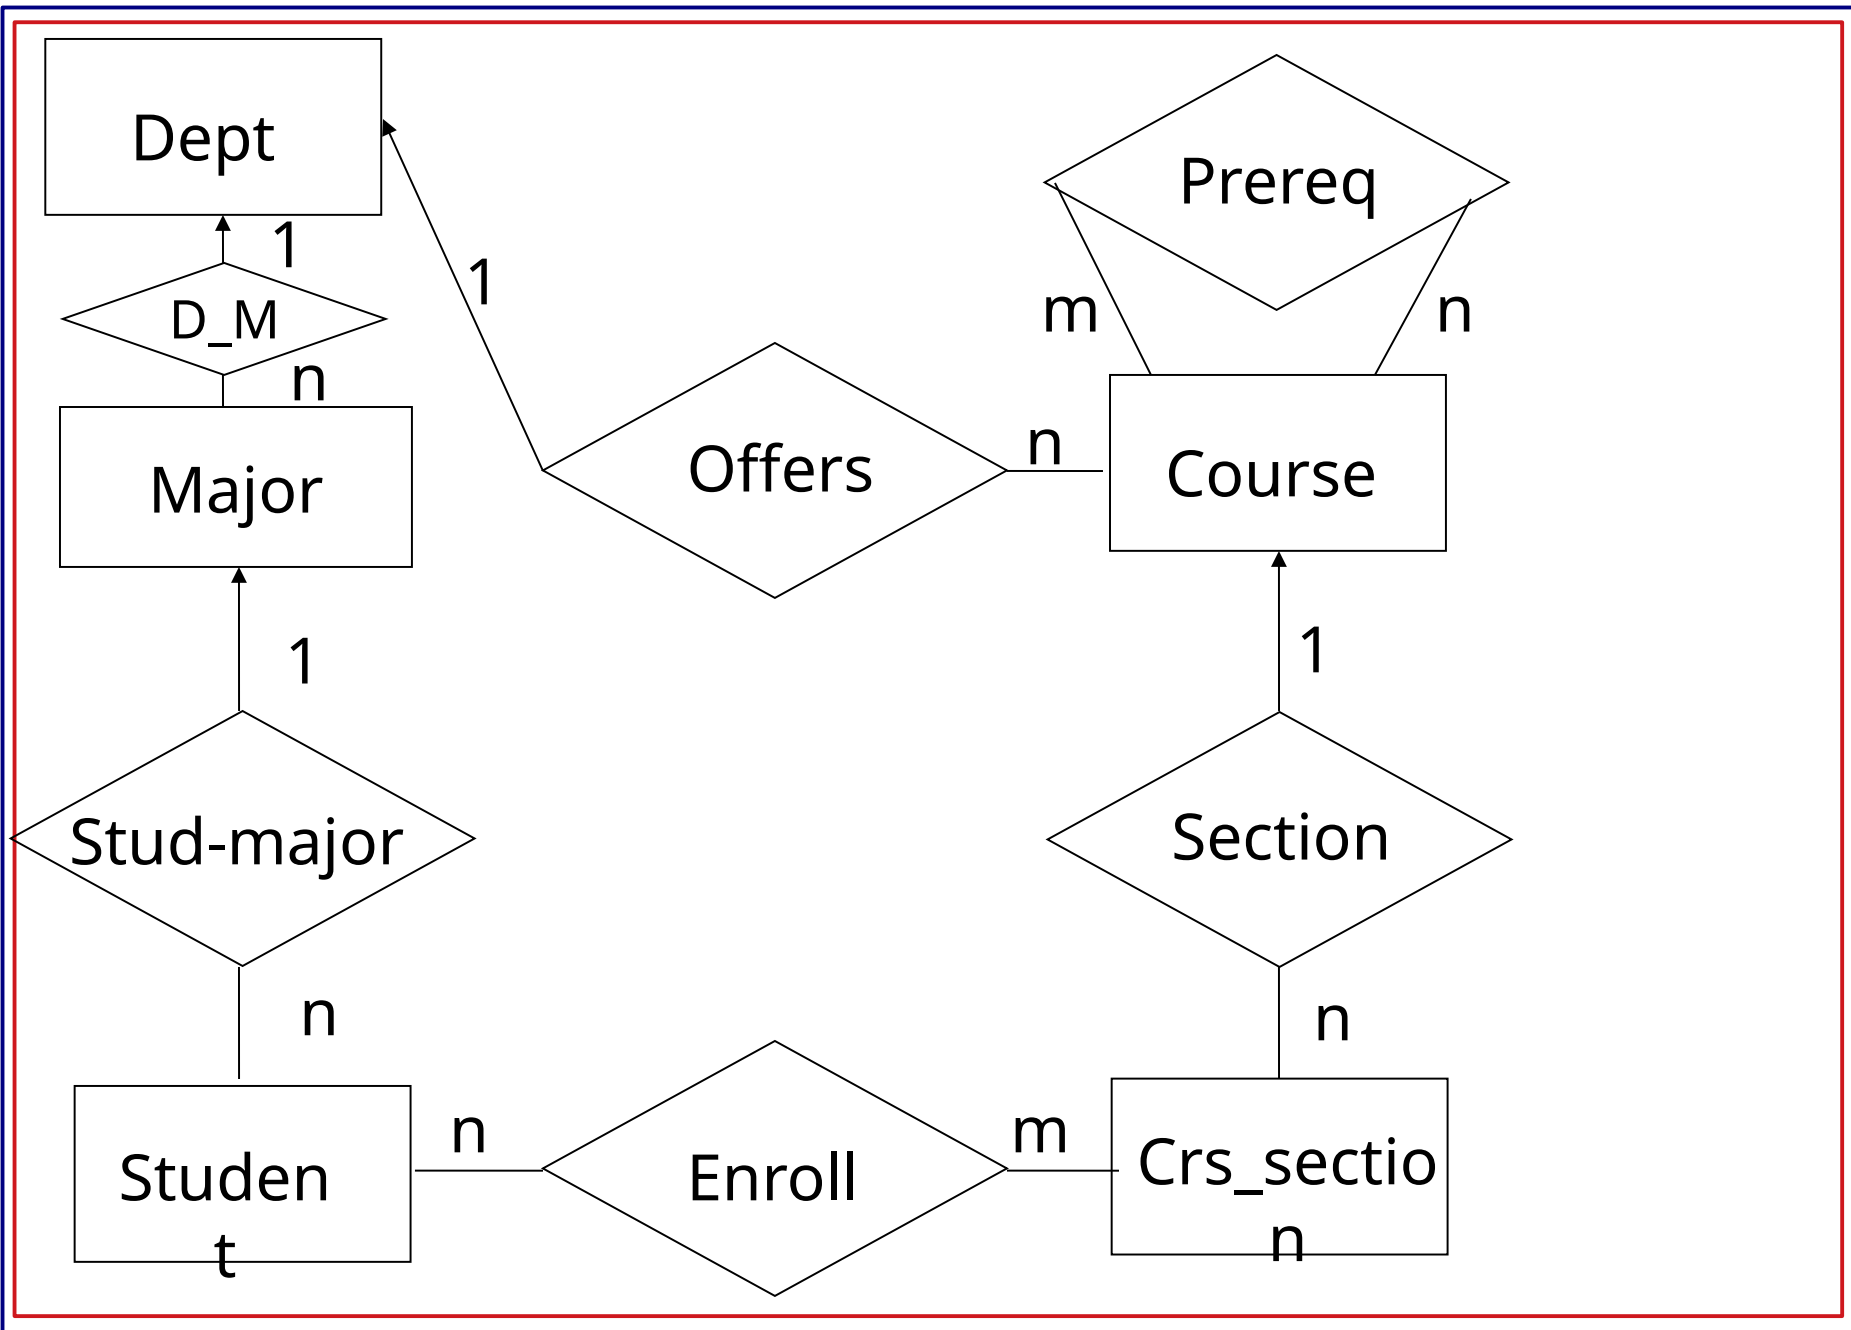 Dept
Prereq
1
1
D_M
m
n
n
Offers
n
Course
Major
1
1
Stud-major
Section
n
n
n
m
Enroll
Studen
t
Crs_sectio
n